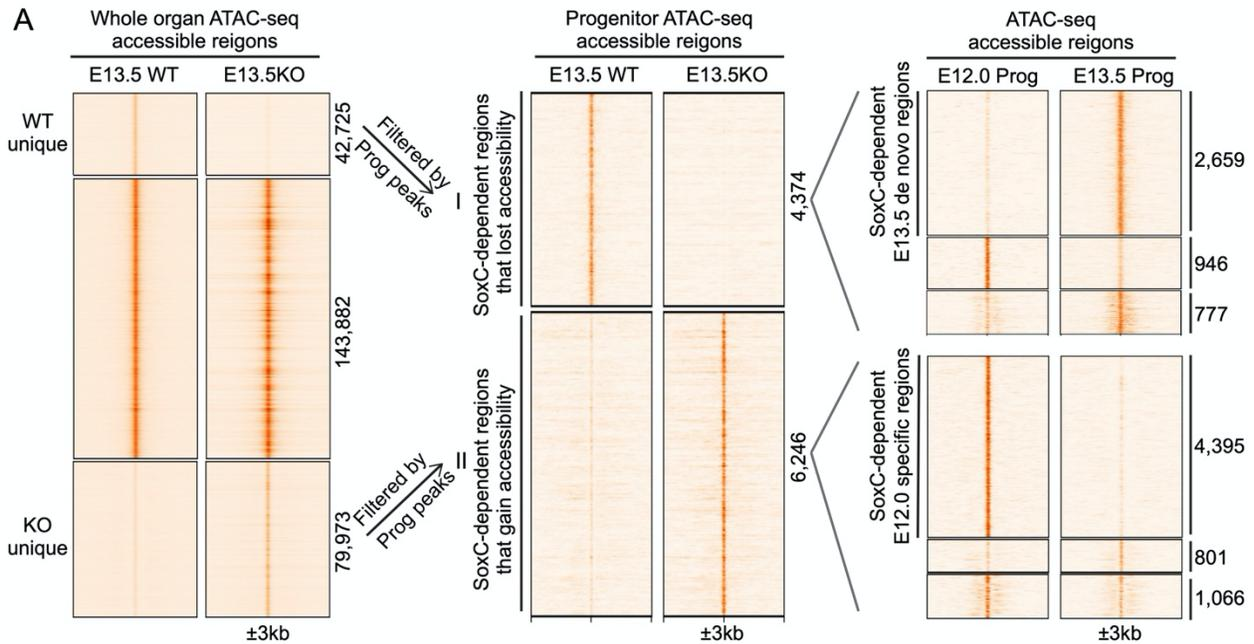 A
Whole organ ATAC-seq
accessible reigons
E13.5 WT
E13.5KO
WT
unique
42,725
143,882
KO
unique
79,973
±3kb
Filtered by
Prog peaks
Filtered by
Prog peaks
Progenitor ATAC-seq
accessible reigons
E13.5 WT
E13.5KO
I
SoxC-dependent regions
that lost accessibility
4,374
II
SoxC-dependent regions
that gain accessibility
6,246
±3kb
ATAC-seq
accessible reigons
E12.0 Prog
E13.5 Prog
SoxC-dependent
E13.5 de novo regions
2,659
946
777
SoxC-dependent
E12.0 specific regions
4,395
801
1,066
±3kb